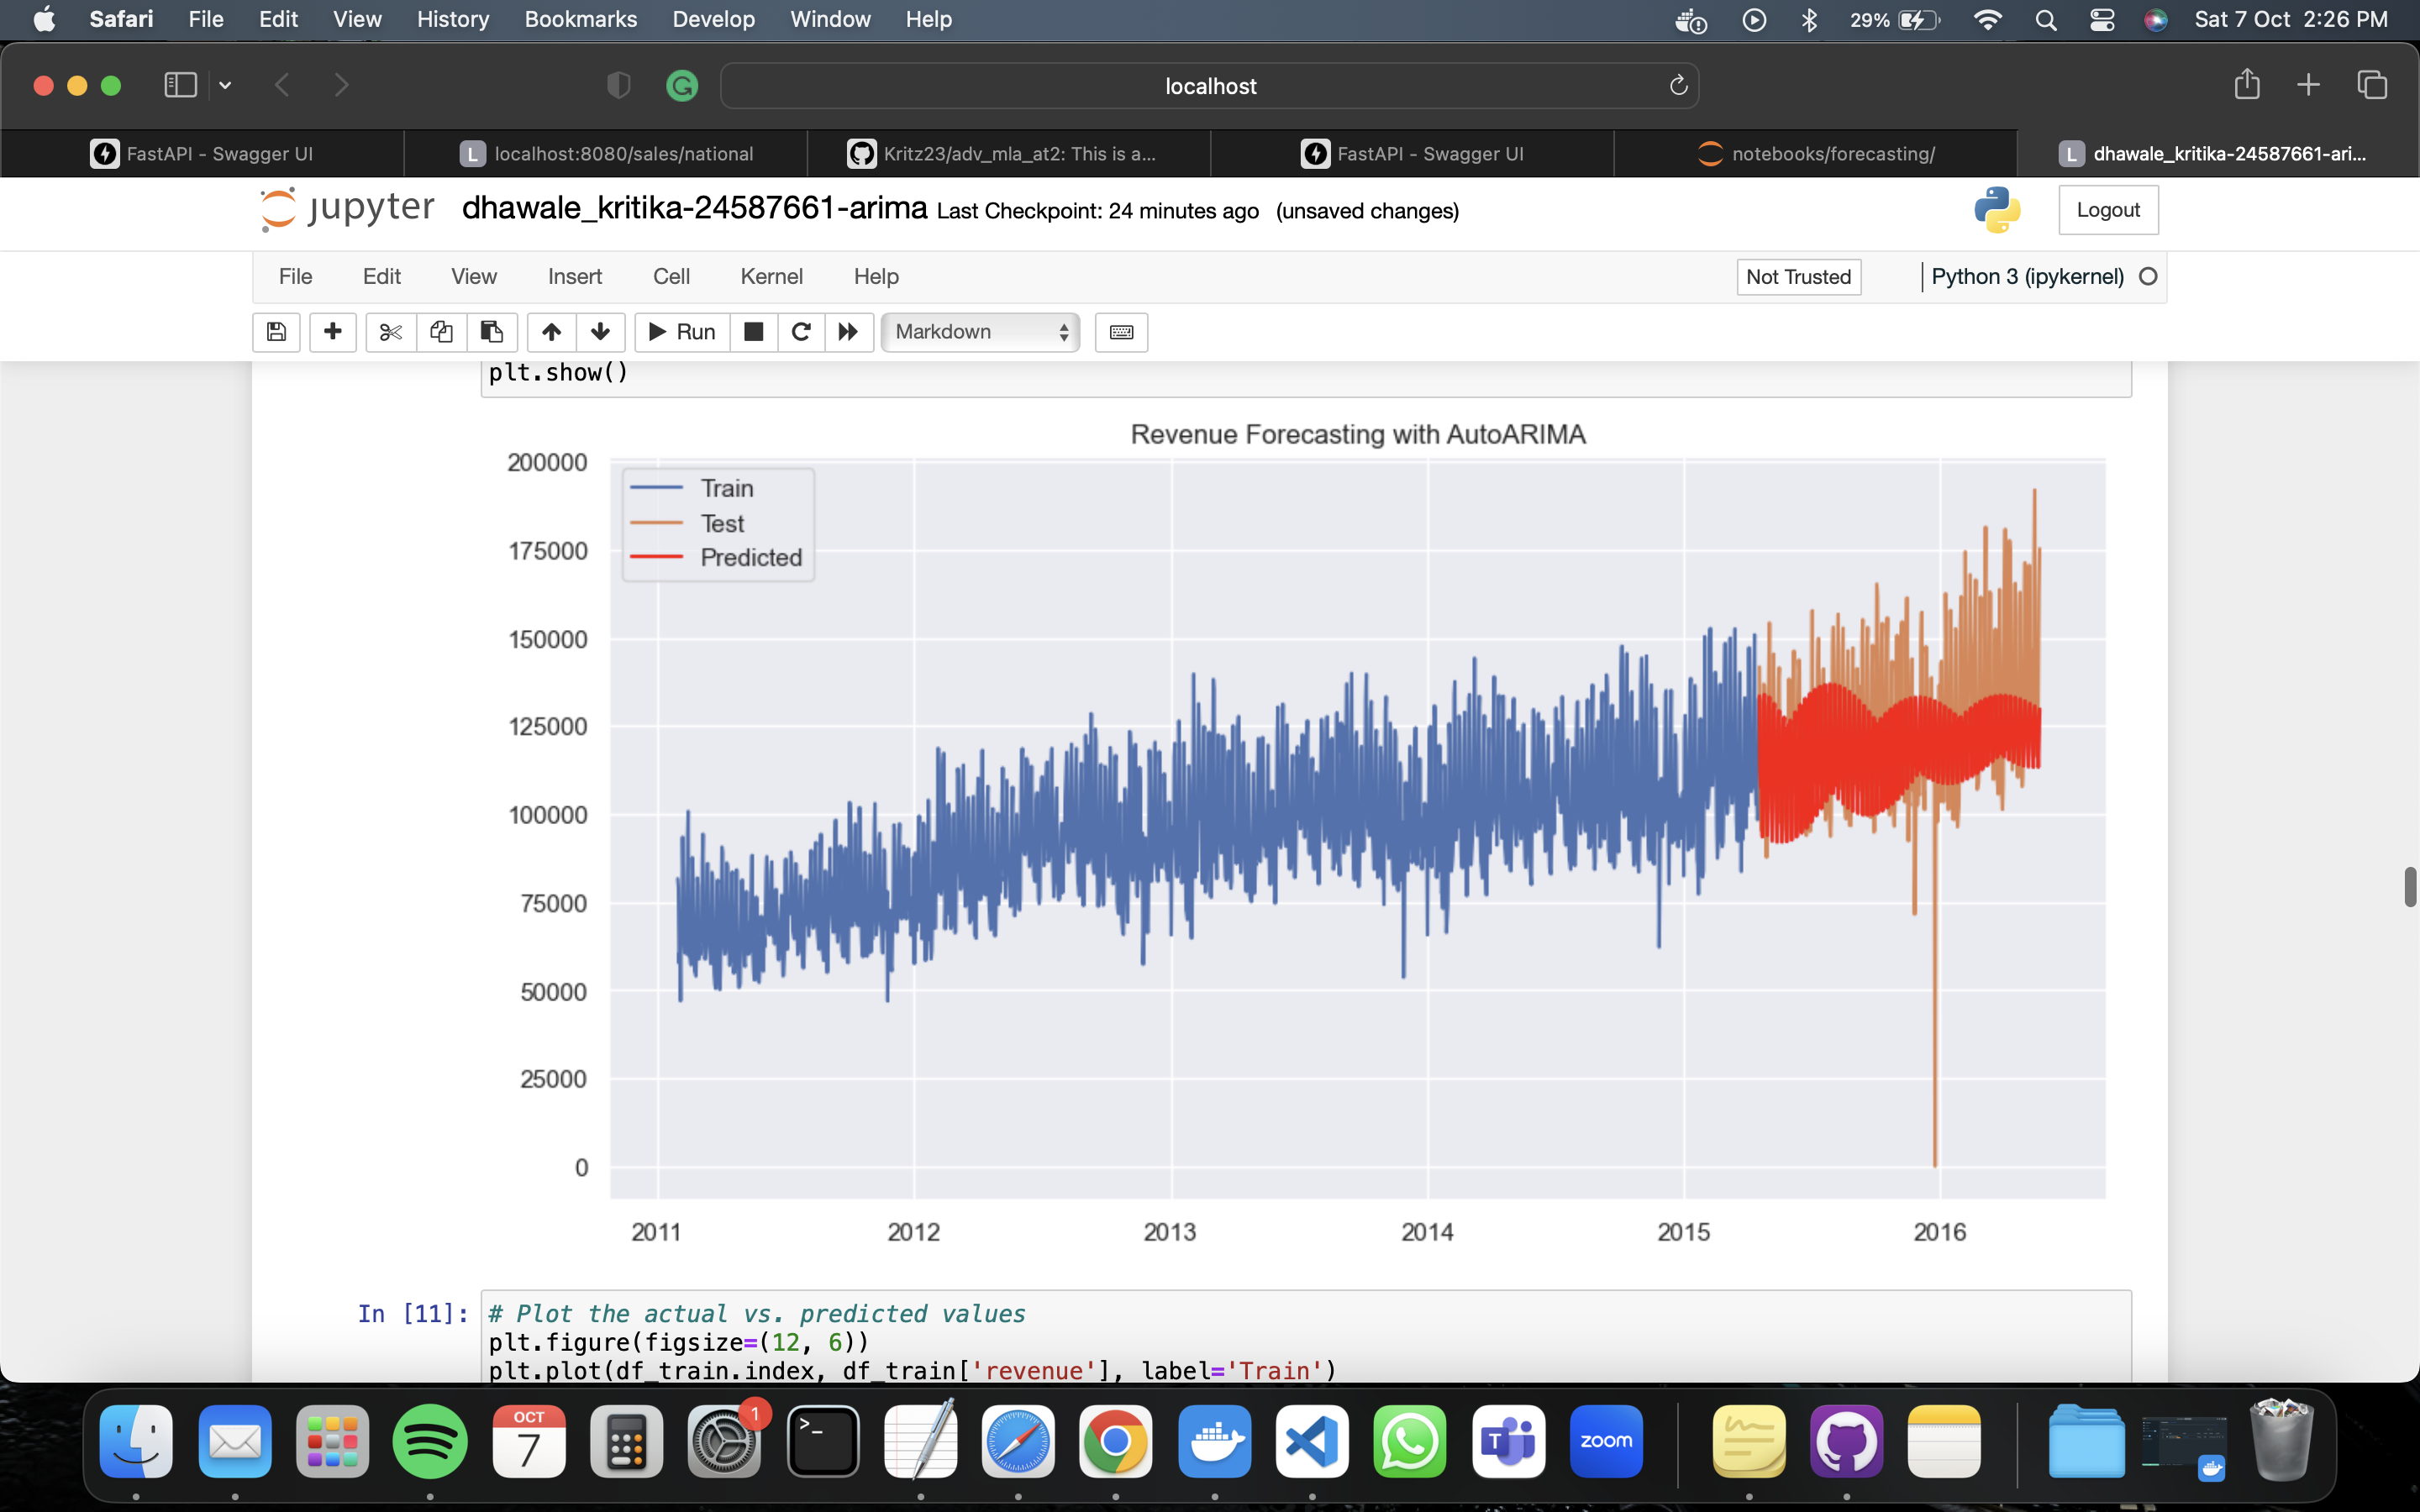 Safari File Edit View History Bookmarks Develop Window Help 29% Sat 7 Oct 2:26 PM
localhost
FastAPI - Swagger UI
L localhost:8080/sales/national
Kritz23/adv_mla_at2: This is a...
FastAPI - Swagger UI
notebooks/forecasting/
L dhawale_kritika-24587661-ari...
jupyter dhawale_kritika-24587661-arima Last Checkpoint: 24 minutes ago (unsaved changes)
Logout
File Edit View Insert Cell Kernel Help
Not Trusted
Python 3 (ipykernel)
Run
Markdown
plt.show()
Revenue Forecasting with AutoARIMA
200000
175000
150000
125000
100000
75000
50000
25000
0
Train
Test
Predicted
2011 2012 2013 2014 2015 2016
In [11]:
# Plot the actual vs. predicted values
plt.figure(figsize=(12, 6))
plt.plot(df_train.index, df_train['revenue'], label='Train')
OCT
7
1
>_
T
zoom